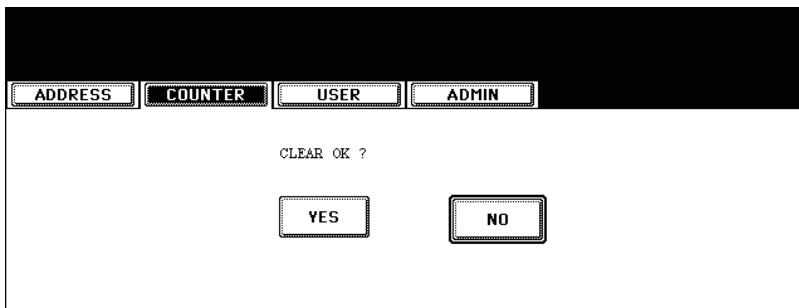 ADDRESS COUNTER USER ADMIN
CLEAR OK ?
YES NO